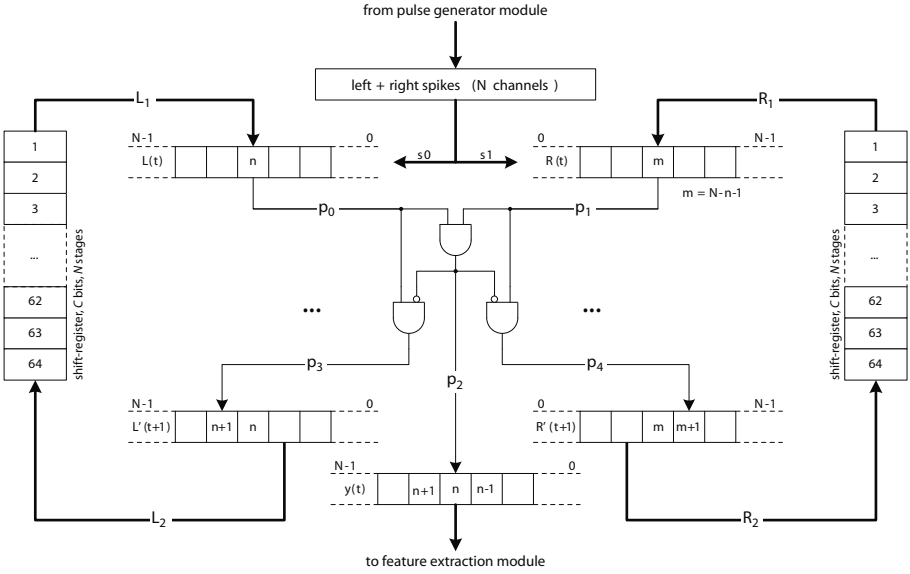 from pulse generator module
left + right spikes (N channels )
L1
R1
N-1 0
0 N-1
L(t) n
s0 s1
R (t) m
m = N-n-1
1
2
3
...
62
63
64
shift-register, C bits, N stages
1
2
3
...
62
63
64
shift-register, C bits, N stages
p0
p1
...
...
p3
p2
p4
N-1 0
0 N-1
L’(t+1) n+1 n
R’(t+1) m m+1
N-1 0
y(t) n+1 n n-1
L2
R2
to feature extraction module